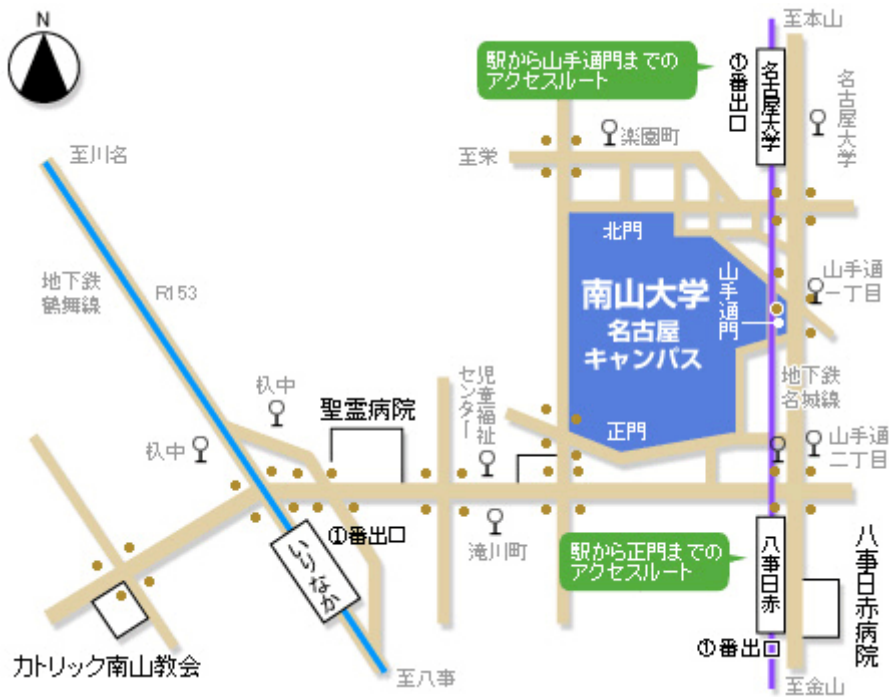 N
至本山
駅から山手通門までの
アクセスルート
①番出口
名古屋大学
名古屋大学
楽園町
至栄
至川名
北門
地下鉄
鶴舞線
R153
南山大学
名古屋
キャンパス
山手通門
山手通
一丁目
地下鉄
名城線
杁中
聖霊病院
児童福祉
センター
杁中
正門
山手通
二丁目
①番出口
滝川町
駅から正門までの
アクセスルート
いりなか
八事日赤
八事日赤病院
①番出口
カトリック南山教会
至八事
至金山